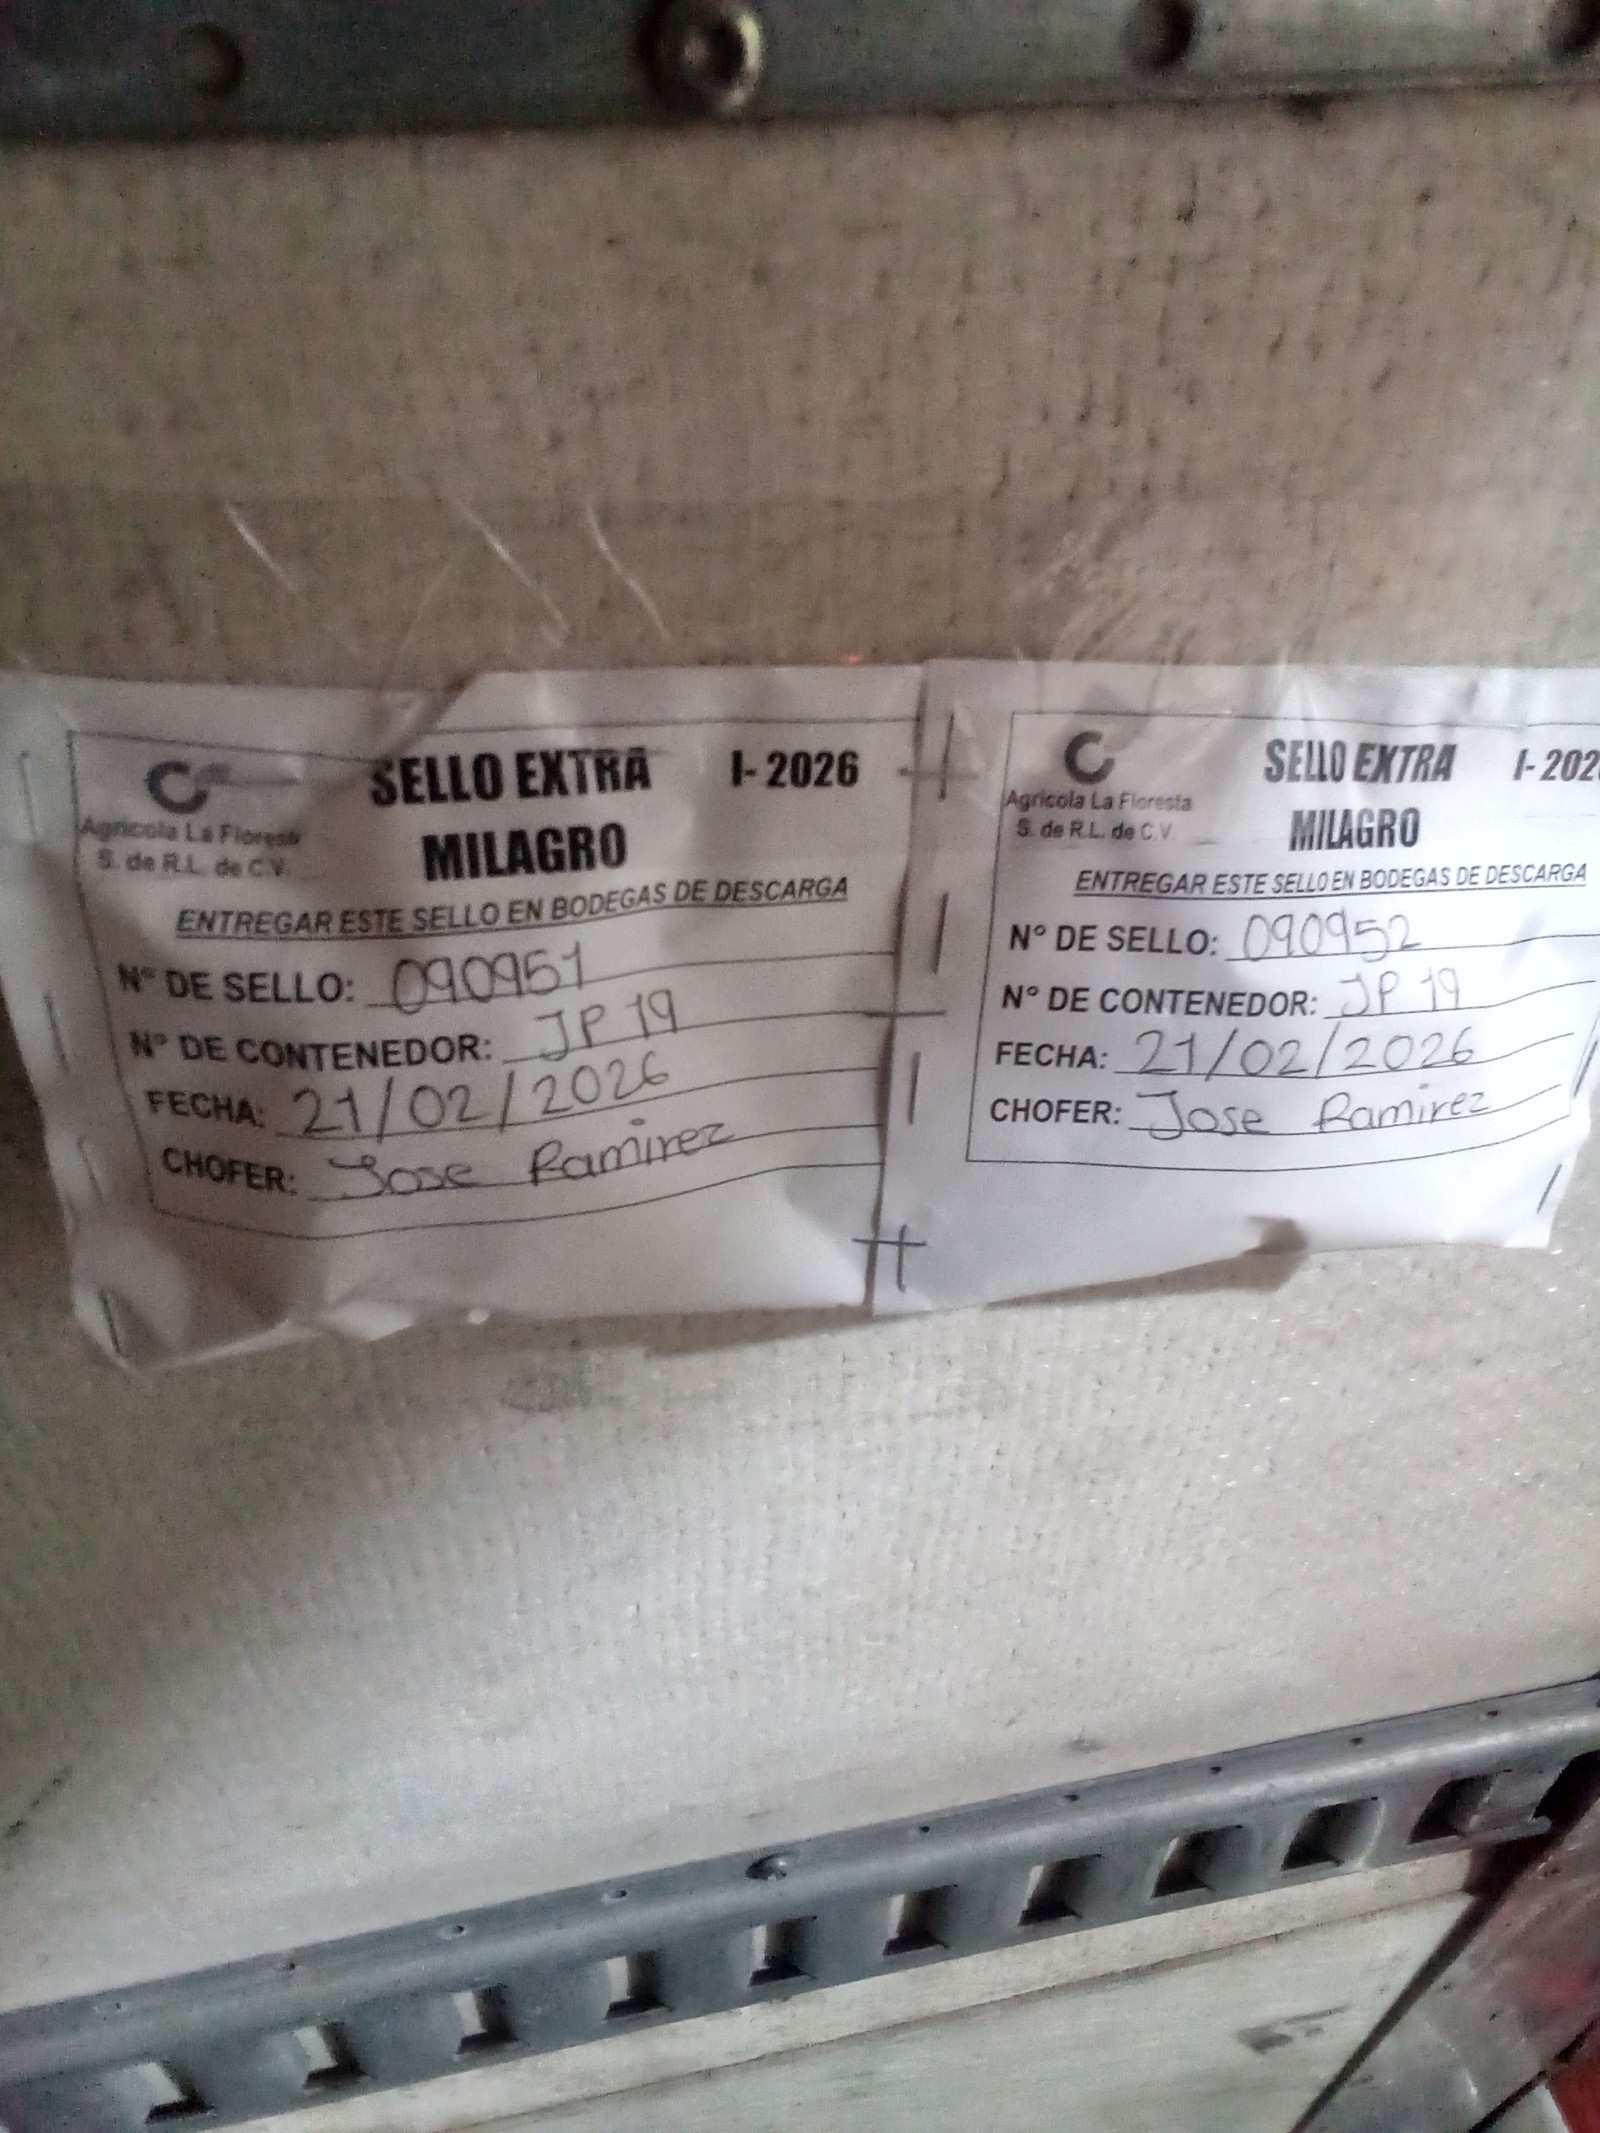 SELLO EXTRA I- 2026
MILAGRO
Agricola La Floresta
S. de R.L. de C.V.
ENTREGAR ESTE SELLO EN BODEGAS DE DESCARGA
N° DE SELLO: 090951
N° DE CONTENEDOR: JP 19
FECHA: 21/02/2026
CHOFER: Jose Ramirez
SELLO EXTRA I- 202
MILAGRO
Agricola La Floresta
S. de R.L. de C.V.
ENTREGAR ESTE SELLO EN BODEGAS DE DESCARGA
N° DE SELLO: 090952
N° DE CONTENEDOR: JP 19
FECHA: 21/02/2026
CHOFER: Jose Ramirez